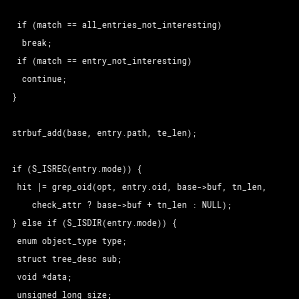 if (match == all_entries_not_interesting)
break;
if (match == entry_not_interesting)
continue;
}
strbuf_add(base, entry.path, te_len);
if (S_ISREG(entry.mode)) {
hit |= grep_oid(opt, entry.oid, base->buf, tn_len,
check_attr ? base->buf + tn_len : NULL);
} else if (S_ISDIR(entry.mode)) {
enum object_type type;
struct tree_desc sub;
void *data;
unsigned long size;